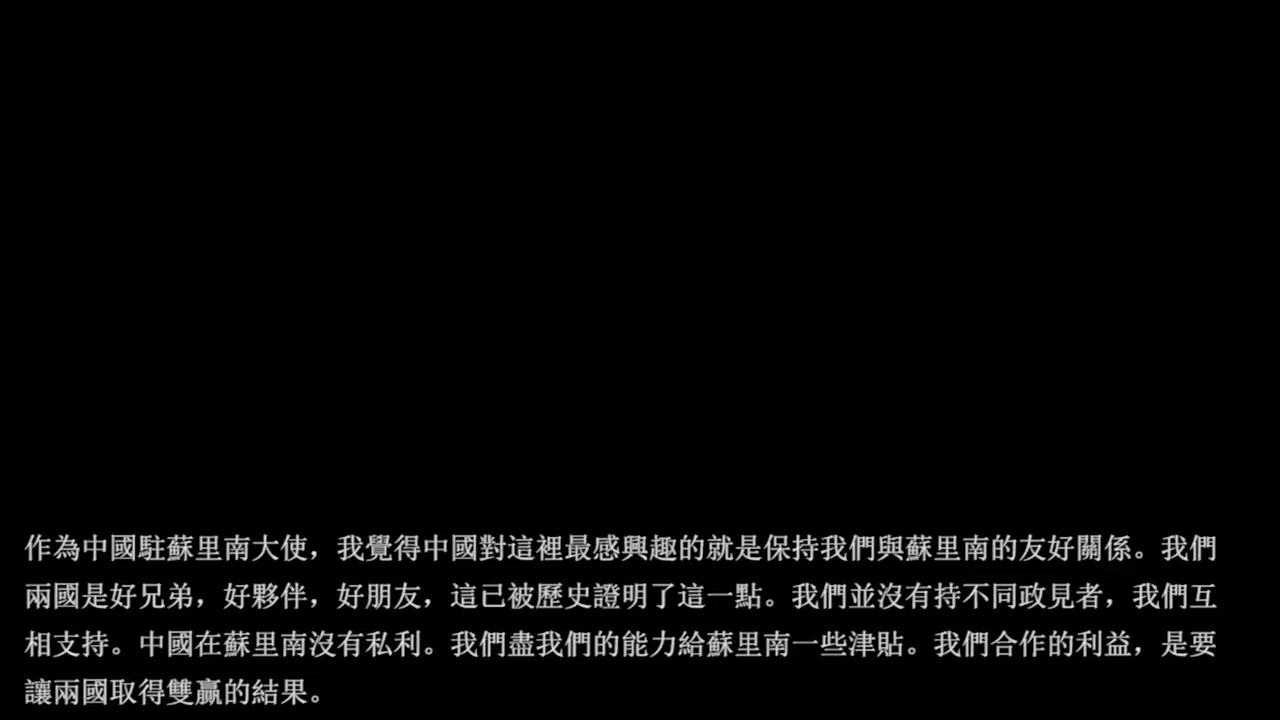 作為中國駐蘇里南大使，我覺得中國對這裡最感興趣的就是保持我們與蘇里南的友好關係。我們
兩國是好兄弟，好夥伴，好朋友，這已被歷史證明了這一點。我們並沒有持不同政見者，我們互
相支持。中國在蘇里南沒有私利。我們盡我們的能力給蘇里南一些津貼。我們合作的利益，是要
讓兩國取得雙贏的結果。